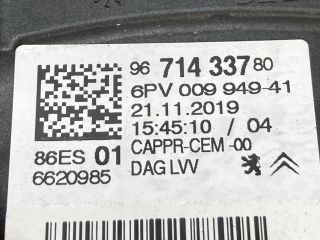 96 714 337 80
6PV 009 949-41
21.11.2019
15:45:10 / 04
86ES 01
CAPPR-CEM -00
6620985
DAG LVV